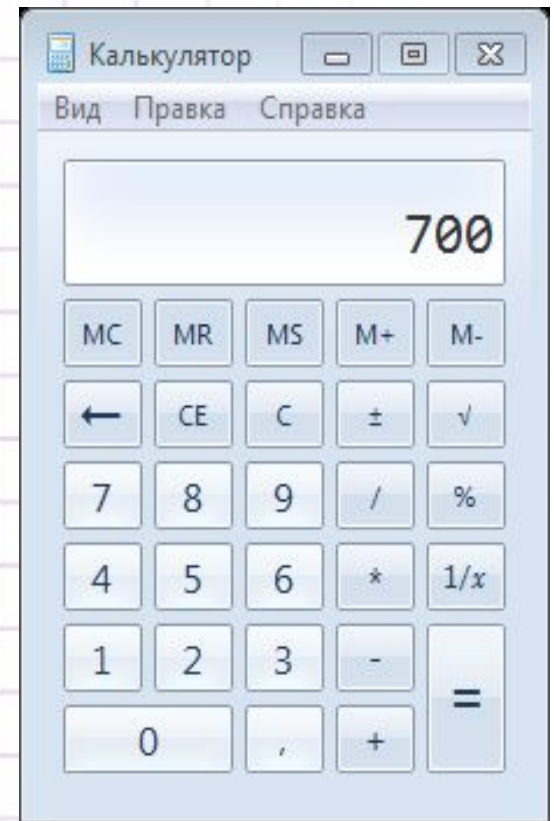 Калькулятор
Вид Правка Справка
700
MC MR MS M+ M-
← CE C ± √
7 8 9 / %
4 5 6 * 1/x
1 2 3 - =
0 , +